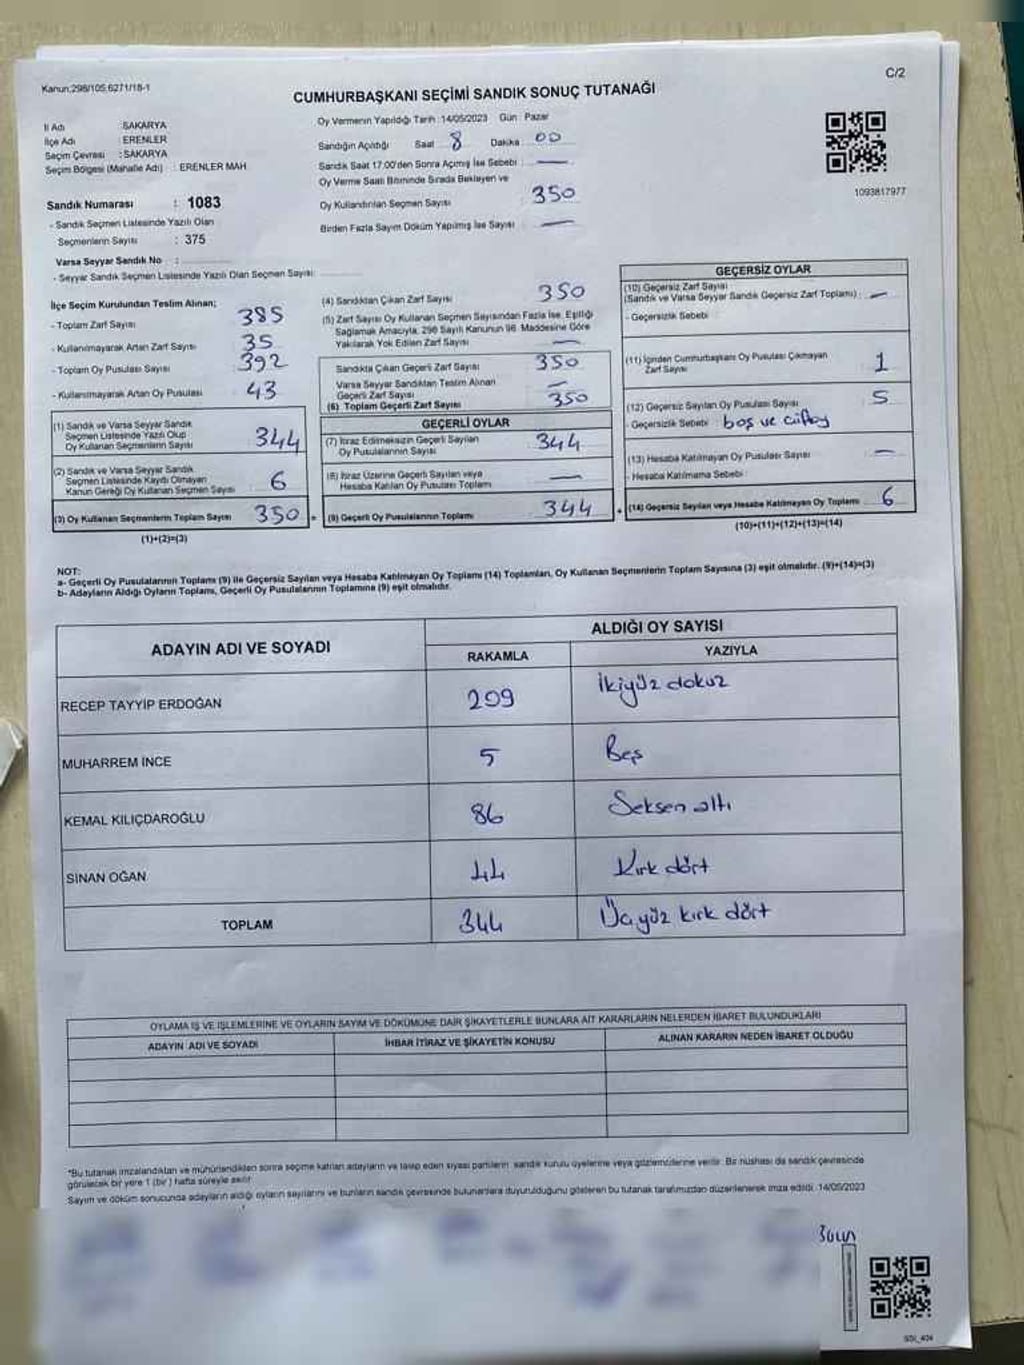 Kanun;298/105;6271/18-1
C/2
CUMHURBAŞKANI SEÇİMİ SANDIK SONUÇ TUTANAĞI
İl Adı : SAKARYA
İlçe Adı : ERENLER
Seçim Çevresi : SAKARYA
Seçim Bölgesi (Mahalle Adı) : ERENLER MAH
Sandık Numarası : 1083
- Sandık Seçmen Listesinde Yazılı Olan
Seçmenlerin Sayısı : 375
Varsa Seyyar Sandık No :
- Seyyar Sandık Seçmen Listesinde Yazılı Olan Seçmen Sayısı:
Oy Vermenin Yapıldığı Tarih :14/05/2023 Gün : Pazar
Sandığın Açıldığı Saat 8 Dakika : 00
Sandık Saat 17:00'den Sonra Açmış İse Sebebi : —
Oy Verme Saati Bitiminde Sırada Bekleyen ve
Oy Kullandırılan Seçmen Sayısı : 350
Birden Fazla Sayım Döküm Yapılmış İse Sayısı : —
1093817977
İlçe Seçim Kurulundan Teslim Alınan;
- Toplam Zarf Sayısı 385
- Kullanılmayarak Artan Zarf Sayısı 35
- Toplam Oy Pusulası Sayısı 392
- Kullanılmayarak Artan Oy Pusulası 43
(1) Sandık ve Varsa Seyyar Sandık
Seçmen Listesinde Yazılı Olup
Oy Kullanan Seçmenlerin Sayısı 344
(2) Sandık ve Varsa Seyyar Sandık
Seçmen Listesinde Kaydı Olmayan
Kanun Gereği Oy Kullanan Seçmen Sayısı 6
(3) Oy Kullanan Seçmenlerin Toplam Sayısı 350
(1)+(2)=(3)
(4) Sandıktan Çıkan Zarf Sayısı 350
(5) Zarf Sayısı Oy Kullanan Seçmen Sayısından Fazla İse, Eşitliği
Sağlamak Amacıyla, 298 Sayılı Kanunun 98. Maddesine Göre
Yakılarak Yok Edilen Zarf Sayısı —
Sandıkta Çıkan Geçerli Zarf Sayısı 350
Varsa Seyyar Sandıktan Teslim Alınan
Geçerli Zarf Sayısı —
(6) Toplam Geçerli Zarf Sayısı 350
GEÇERLİ OYLAR
(7) İtiraz Edilmeksizin Geçerli Sayılan
Oy Pusulalarının Sayısı 344
(8) İtiraz Üzerine Geçerli Sayılan veya
Hesaba Katılan Oy Pusulası Toplamı —
= (9) Geçerli Oy Pusulalarının Toplamı 344
GEÇERSİZ OYLAR
(10) Geçersiz Zarf Sayısı
(Sandık ve Varsa Seyyar Sandık Geçersiz Zarf Toplamı) : —
- Geçersizlik Sebebi :
(11) İçinden Cumhurbaşkanı Oy Pusulası Çıkmayan
Zarf Sayısı 1
(12) Geçersiz Sayılan Oy Pusulası Sayısı 5
- Geçersizlik Sebebi : boş ve çiftoy
(13) Hesaba Katılmayan Oy Pusulası Sayısı —
- Hesaba Katılmama Sebebi :
+ (14) Geçersiz Sayılan veya Hesaba Katılmayan Oy Toplamı 6
(10)+(11)+(12)+(13)=(14)
NOT:
a- Geçerli Oy Pusulalarının Toplamı (9) ile Geçersiz Sayılan veya Hesaba Katılmayan Oy Toplamı (14) Toplamları, Oy Kullanan Seçmenlerin Toplam Sayısına (3) eşit olmalıdır. (9)+(14)=(3)
b- Adayların Aldığı Oyların Toplamı, Geçerli Oy Pusulalarının Toplamına (9) eşit olmalıdır.
ADAYIN ADI VE SOYADI
ALDIĞI OY SAYISI
RAKAMLA YAZIYLA
RECEP TAYYİP ERDOĞAN 209 İkiyüz dokuz
MUHARREM İNCE 5 Beş
KEMAL KILIÇDAROĞLU 86 Seksen altı
SİNAN OĞAN 44 Kırk dört
TOPLAM 344 Üçyüz kırk dört
OYLAMA İŞ VE İŞLEMLERİNE VE OYLARIN SAYIM VE DÖKÜMÜNE DAİR ŞİKAYETLERLE BUNLARA AİT KARARLARIN NELERDEN İBARET BULUNDUKLARI
ADAYIN ADI VE SOYADI İHBAR İTİRAZ VE ŞİKAYETİN KONUSU ALINAN KARARIN NEDEN İBARET OLDUĞU
*Bu tutanak imzalandıktan ve mühürlendikten sonra seçime katılan adayların ve talep eden siyasi partilerin sandık kurulu üyelerine veya gözlemcilerine verilir. Bir nüshası da sandık çevresinde
görülecek bir yere 1 (bir) hafta süreyle asılır.
Sayım ve döküm sonucunda adayların aldığı oyların sayılarını ve bunların sandık çevresinde bulunanlara duyurulduğunu gösteren bu tutanak tarafımızdan düzenlenerek imza edildi. 14/05/2023